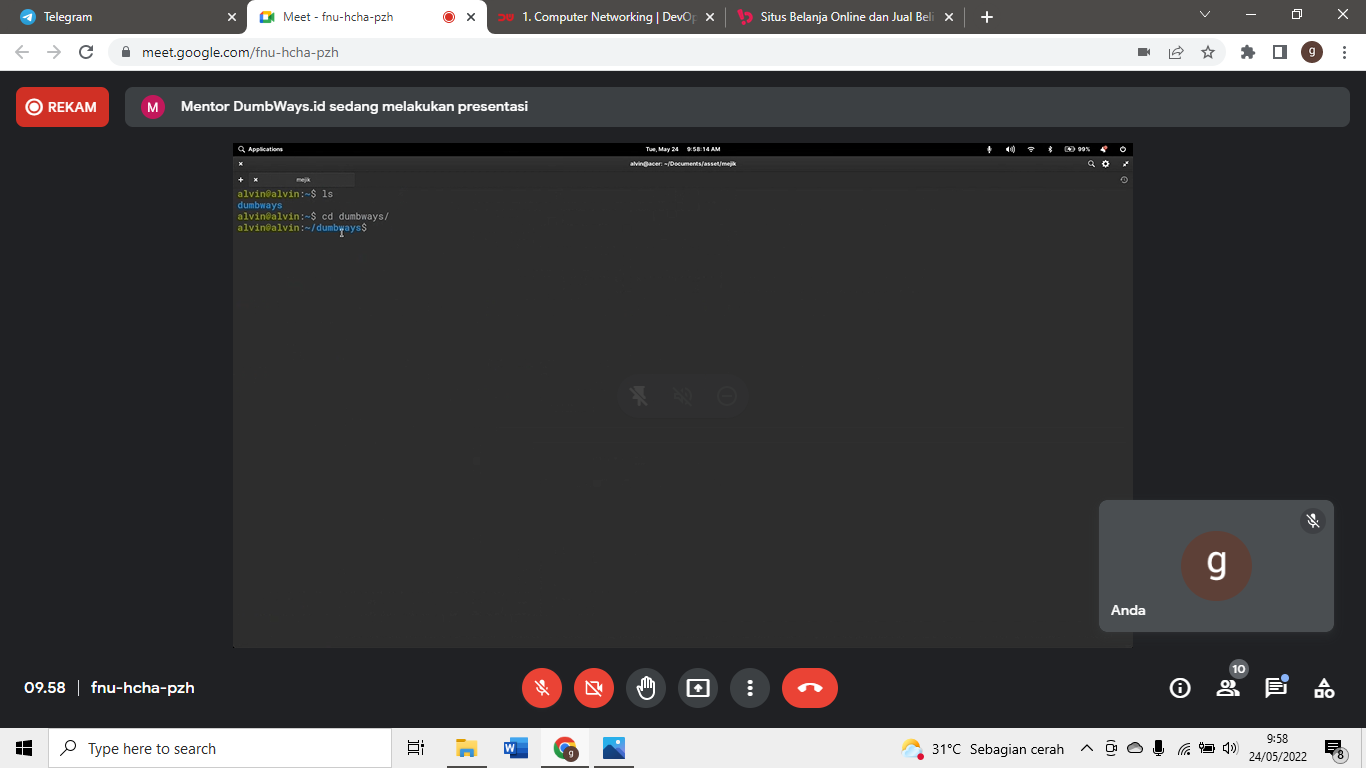 Telegram
Meet - fnu-hcha-pzh
1. Computer Networking | DevOp
Situs Belanja Online dan Jual Beli
meet.google.com/fnu-hcha-pzh
g
REKAM
M
Mentor DumbWays.id sedang melakukan presentasi
Applications
Tue, May 24 9:58:14 AM
99%
alvin@acer: ~/Documents/asset/mejik
mejik
alvin@alvin:~$ ls
dumbways
alvin@alvin:~$ cd dumbways/
alvin@alvin:~/dumbways$
g
Anda
09.58
fnu-hcha-pzh
10
Type here to search
g
31°C Sebagian cerah
9:58
24/05/2022
8